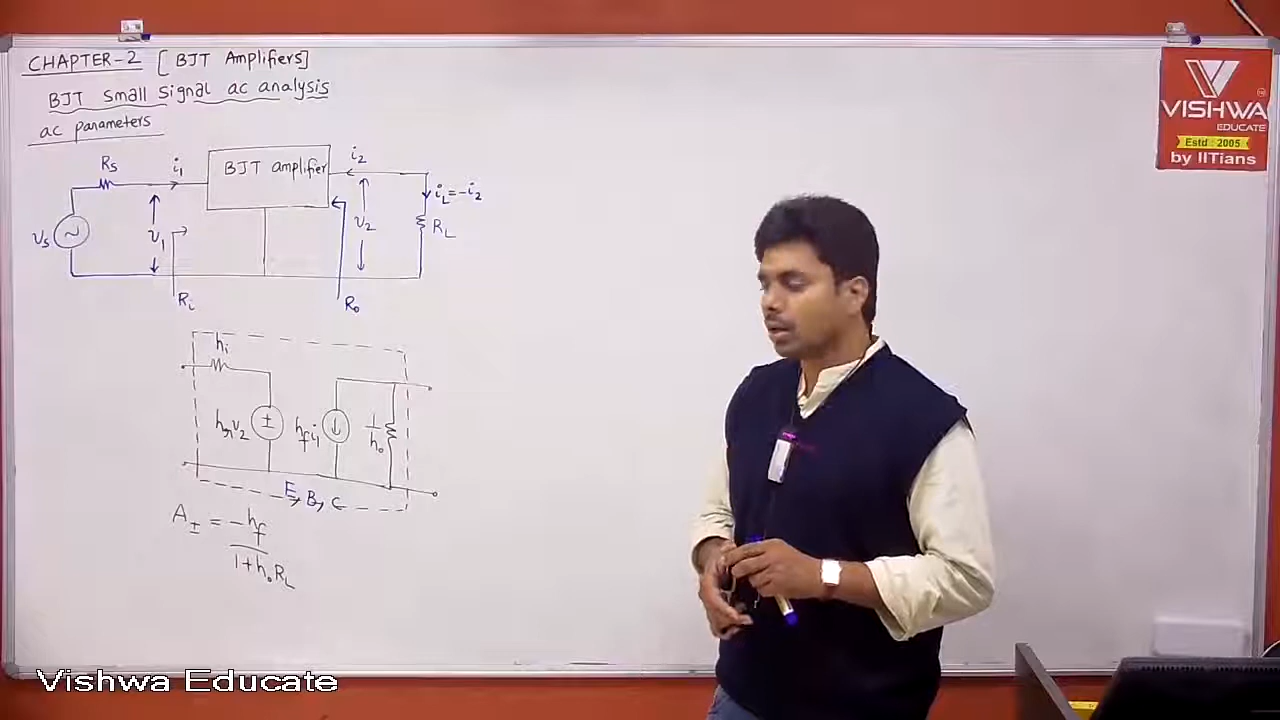 CHAPTER-2 [BJT Amplifiers]
BJT small signal ac analysis
ac parameters
Rs
i1
BJT amplifier
i2
iL=-i2
vs
v1
v2
RL
Ri
Ro
hi
hrv2
hfi1
1/ho
E, B, C
AI = -hf
1+hoRL
VISHWA
EDUCATE
Estd : 2005
by IITians
Vishwa Educate